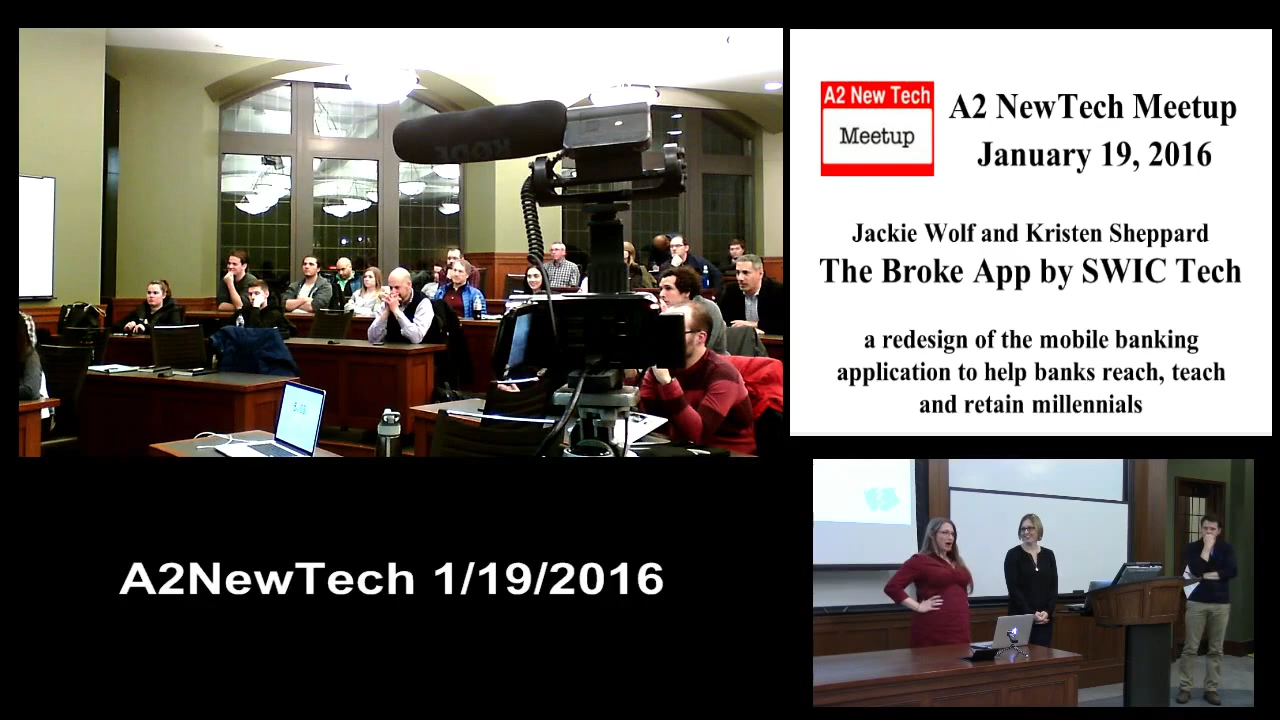 A2 New Tech
Meetup
A2 NewTech Meetup
January 19, 2016
Jackie Wolf and Kristen Sheppard
The Broke App by SWIC Tech
a redesign of the mobile banking
application to help banks reach, teach
and retain millennials
A2NewTech 1/19/2016